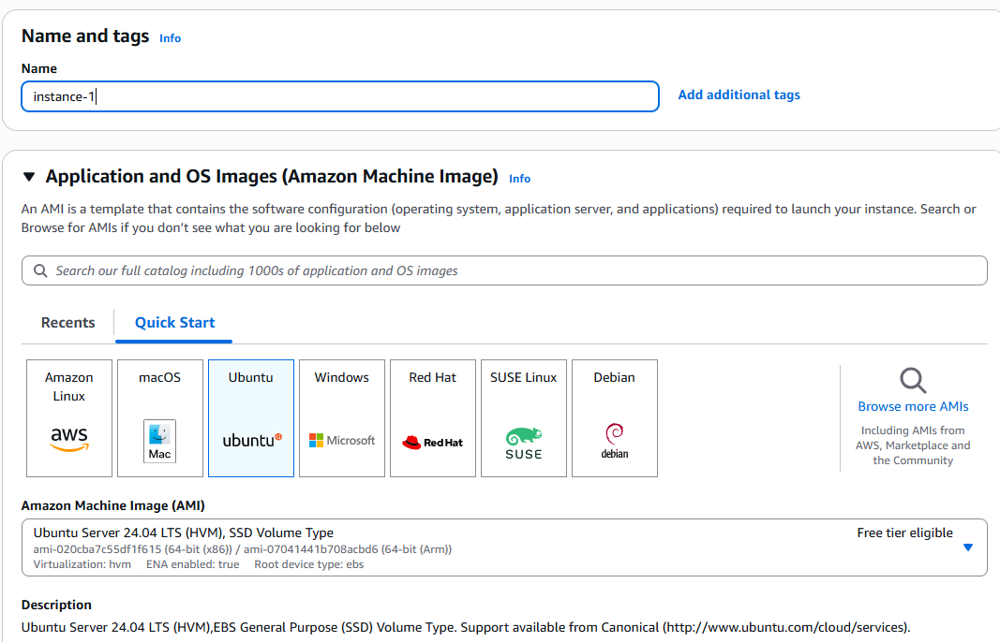 Name and tags Info
Name
instance-1
Add additional tags
Application and OS Images (Amazon Machine Image) Info
An AMI is a template that contains the software configuration (operating system, application server, and applications) required to launch your instance. Search or
Browse for AMIs if you don’t see what you are looking for below
Search our full catalog including 1000s of application and OS images
Recents
Quick Start
Amazon
Linux
aws
macOS
Mac
Ubuntu
ubuntu
Windows
Microsoft
Red Hat
Red Hat
SUSE Linux
SUSE
Debian
debian
Browse more AMIs
Including AMIs from
AWS, Marketplace and
the Community
Amazon Machine Image (AMI)
Ubuntu Server 24.04 LTS (HVM), SSD Volume Type
Free tier eligible
ami-020cba7c55df1f615 (64-bit (x86)) / ami-07041441b708acbd6 (64-bit (Arm))
Virtualization: hvm ENA enabled: true Root device type: ebs
Description
Ubuntu Server 24.04 LTS (HVM),EBS General Purpose (SSD) Volume Type. Support available from Canonical (http://www.ubuntu.com/cloud/services).